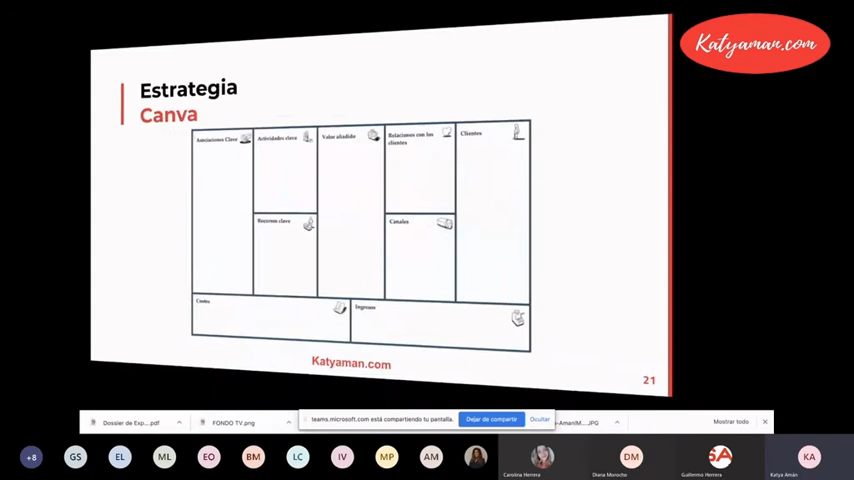 Katyaman.com
Estrategia
Canva
Asociaciones Clave
Actividades clave
Valor añadido
Relaciones con los
clientes
Clientes
Recursos clave
Canales
Costes
Ingresos
Katyaman.com
21
Dossier de Exp....pdf
FONDO TV.png
teams.microsoft.com está compartiendo tu pantalla.
Dejar de compartir
Ocultar
Mostrar todo
+8
GS
EL
ML
EO
BM
LC
IV
MP
AM
Carolina Herrera
DM
Diana Morocho
SA
Guillermo Herrera
KA
Katya Amán